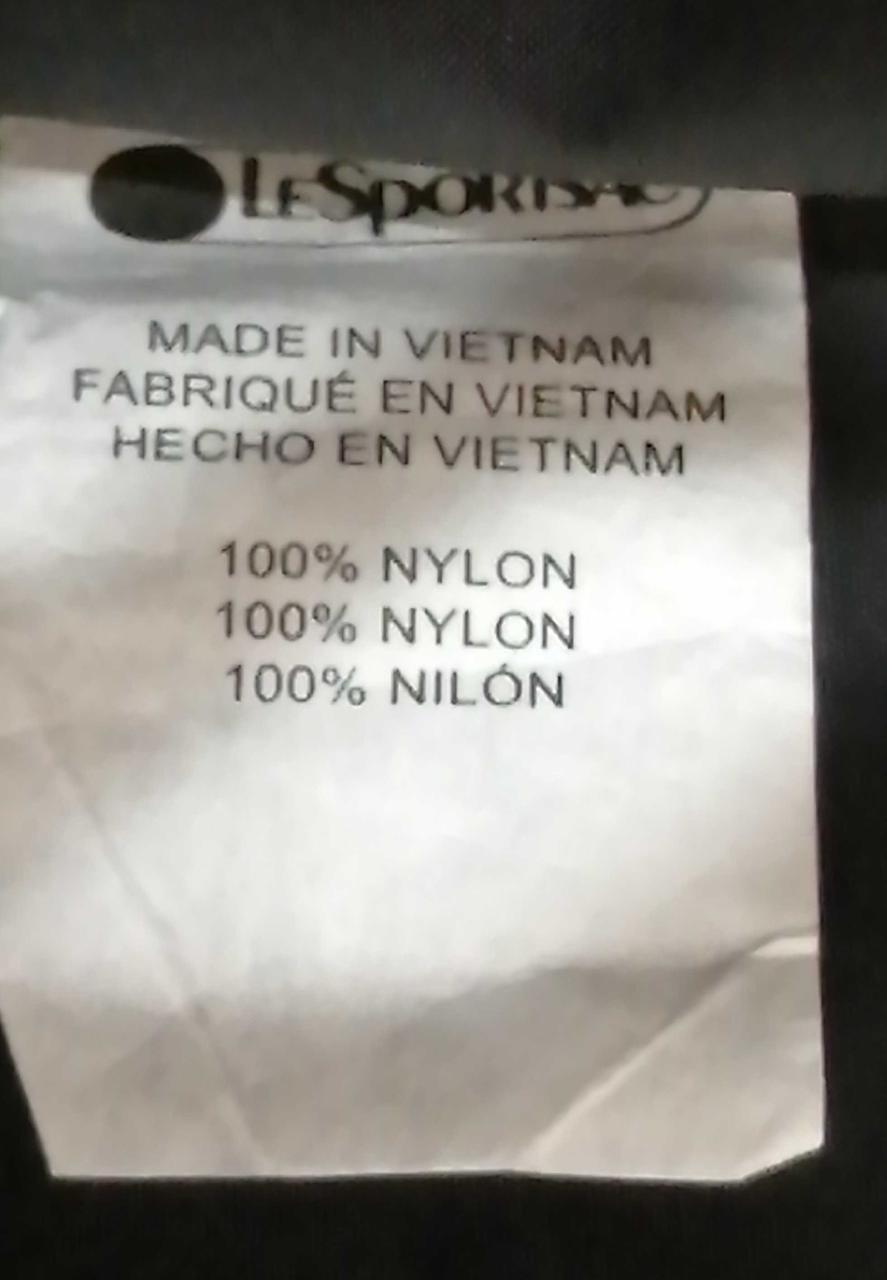 LeSportsac
MADE IN VIETNAM
FABRIQUÉ EN VIETNAM
HECHO EN VIETNAM
100% NYLON
100% NYLON
100% NILÓN